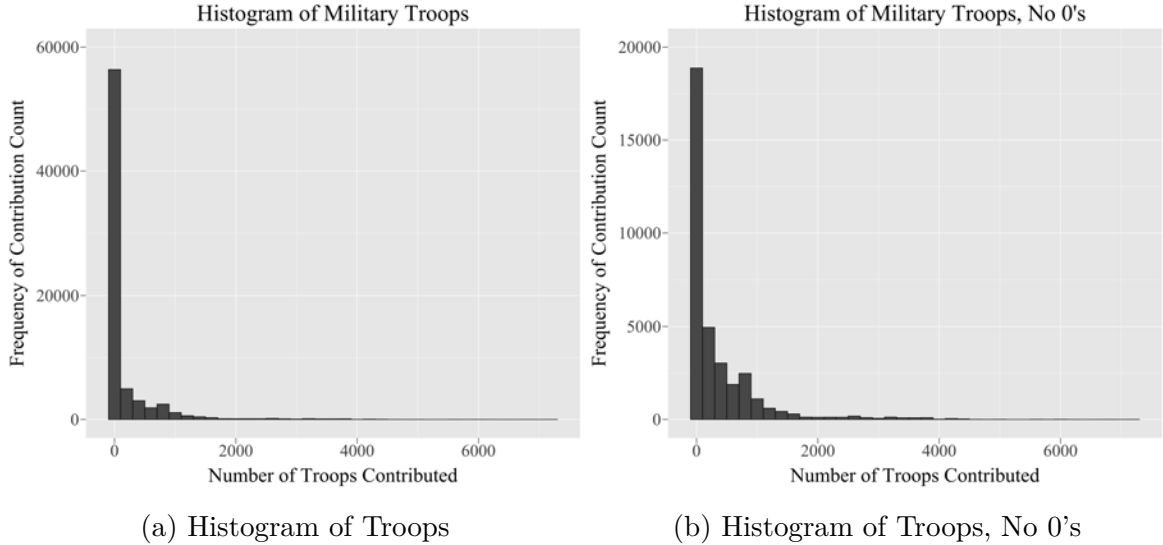 Histogram of Military Troops
60000
40000
20000
0
Frequency of Contribution Count
0 2000 4000 6000
Number of Troops Contributed
(a) Histogram of Troops
Histogram of Military Troops, No 0's
20000
15000
10000
5000
0
Frequency of Contribution Count
0 2000 4000 6000
Number of Troops Contributed
(b) Histogram of Troops, No 0's